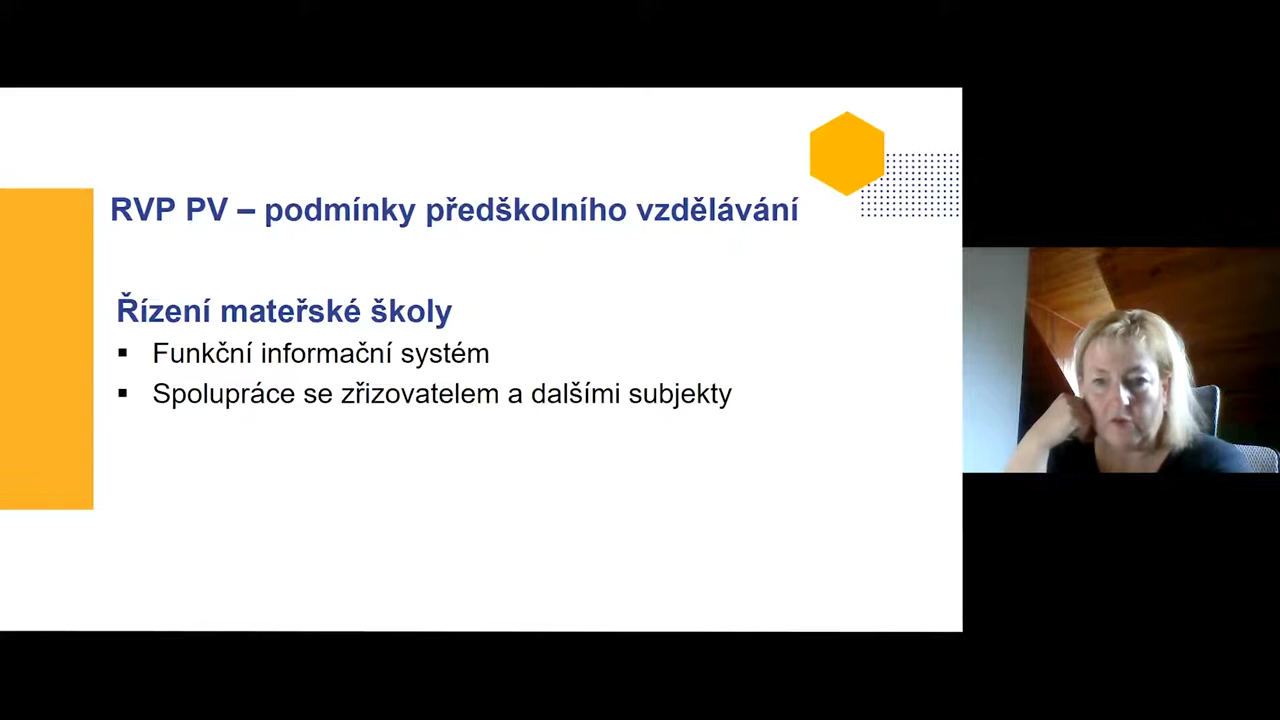 RVP PV – podmínky předškolního vzdělávání
Řízení mateřské školy
▪ Funkční informační systém
▪ Spolupráce se zřizovatelem a dalšími subjekty